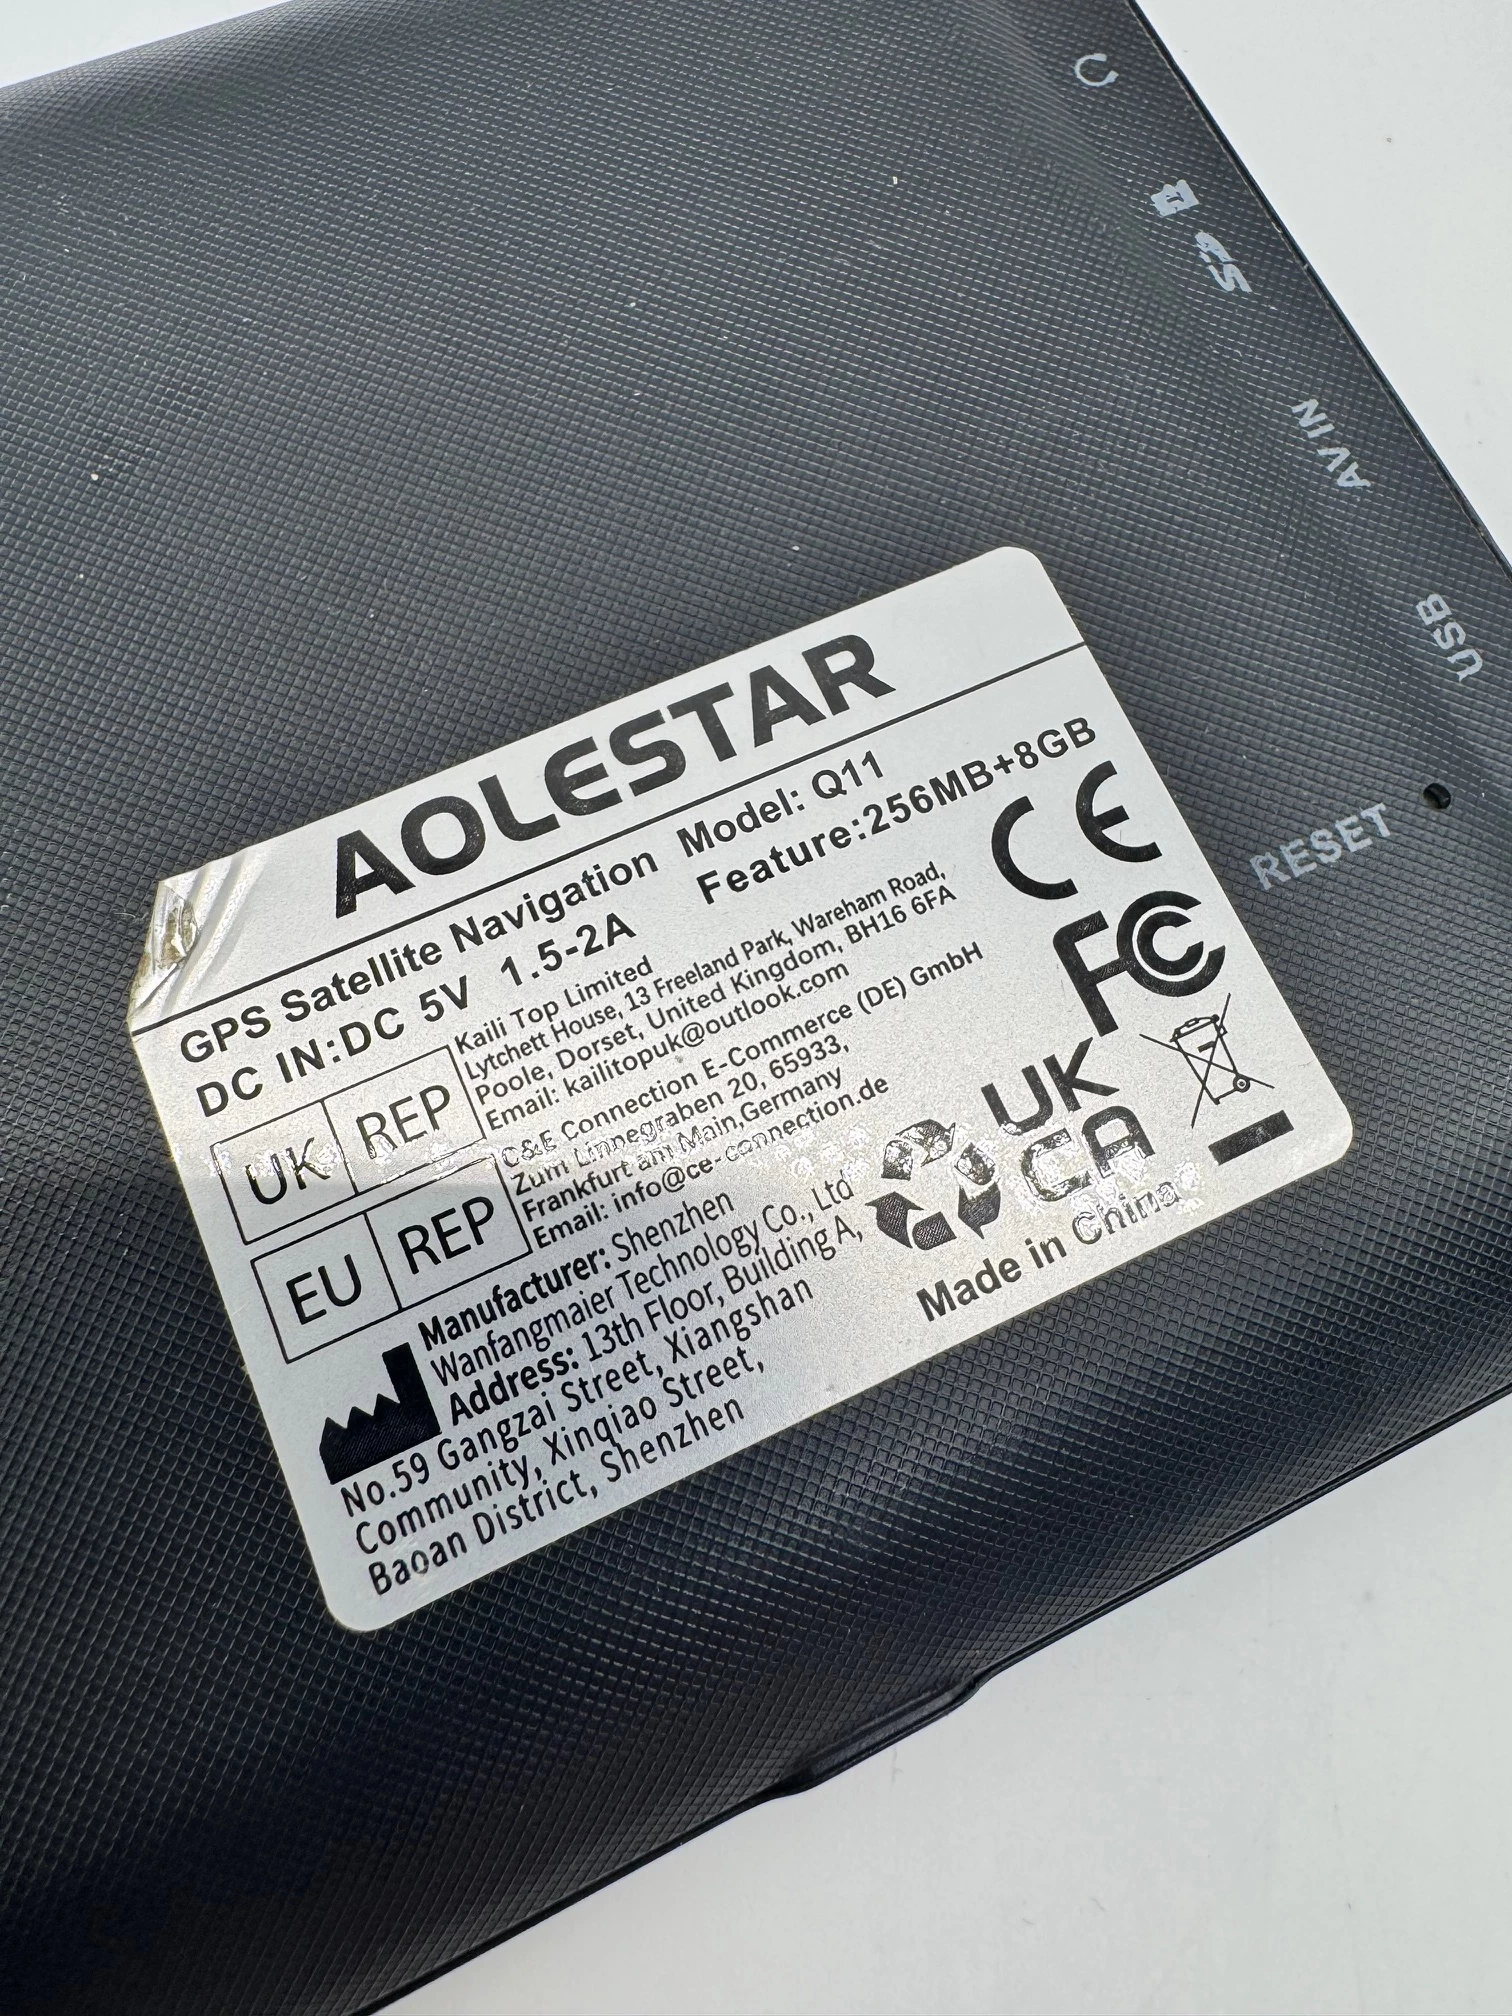 AOLESTAR
GPS Satellite Navigation Model: Q11
DC IN:DC 5V 1.5-2A Feature:256MB+8GB
UK REP
Kaili Top Limited
Lytchett House, 13 Freeland Park, Wareham Road,
Poole, Dorset, United Kingdom, BH16 6FA
Email: kailitopuk@outlook.com
EU REP
C&E Connection E-Commerce (DE) GmbH
Zum Linnegraben 20, 65933,
Frankfurt am Main,Germany
Email: info@ce-connection.de
Manufacturer: Shenzhen
Wanfangmaier Technology Co., Ltd
Address: 13th Floor, Building A,
No.59 Gangzai Street, Xiangshan
Community, Xinqiao Street,
Baoan District, Shenzhen
CE
FC
UK
CA
Made in China
AV IN
USB
RESET